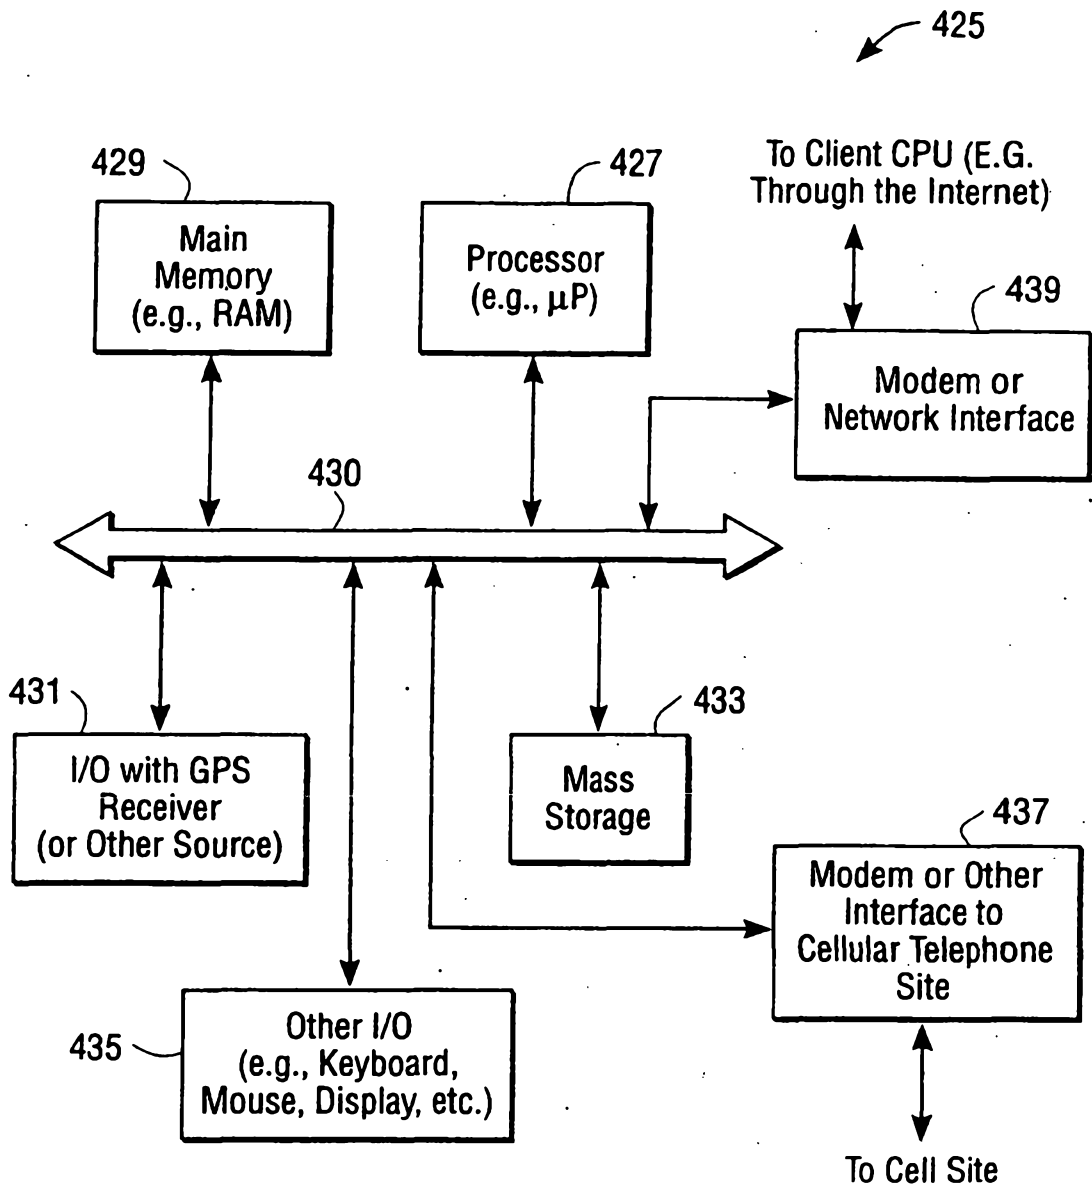 425
429
427
To Client CPU (E.G.
Through the Internet)
Main
Memory
(e.g., RAM)
Processor
(e.g., μP)
439
Modem or
Network Interface
430
431
433
I/O with GPS
Receiver
(or Other Source)
Mass
Storage
437
Modem or Other
Interface to
Cellular Telephone
Site
435
Other I/O
(e.g., Keyboard,
Mouse, Display, etc.)
To Cell Site